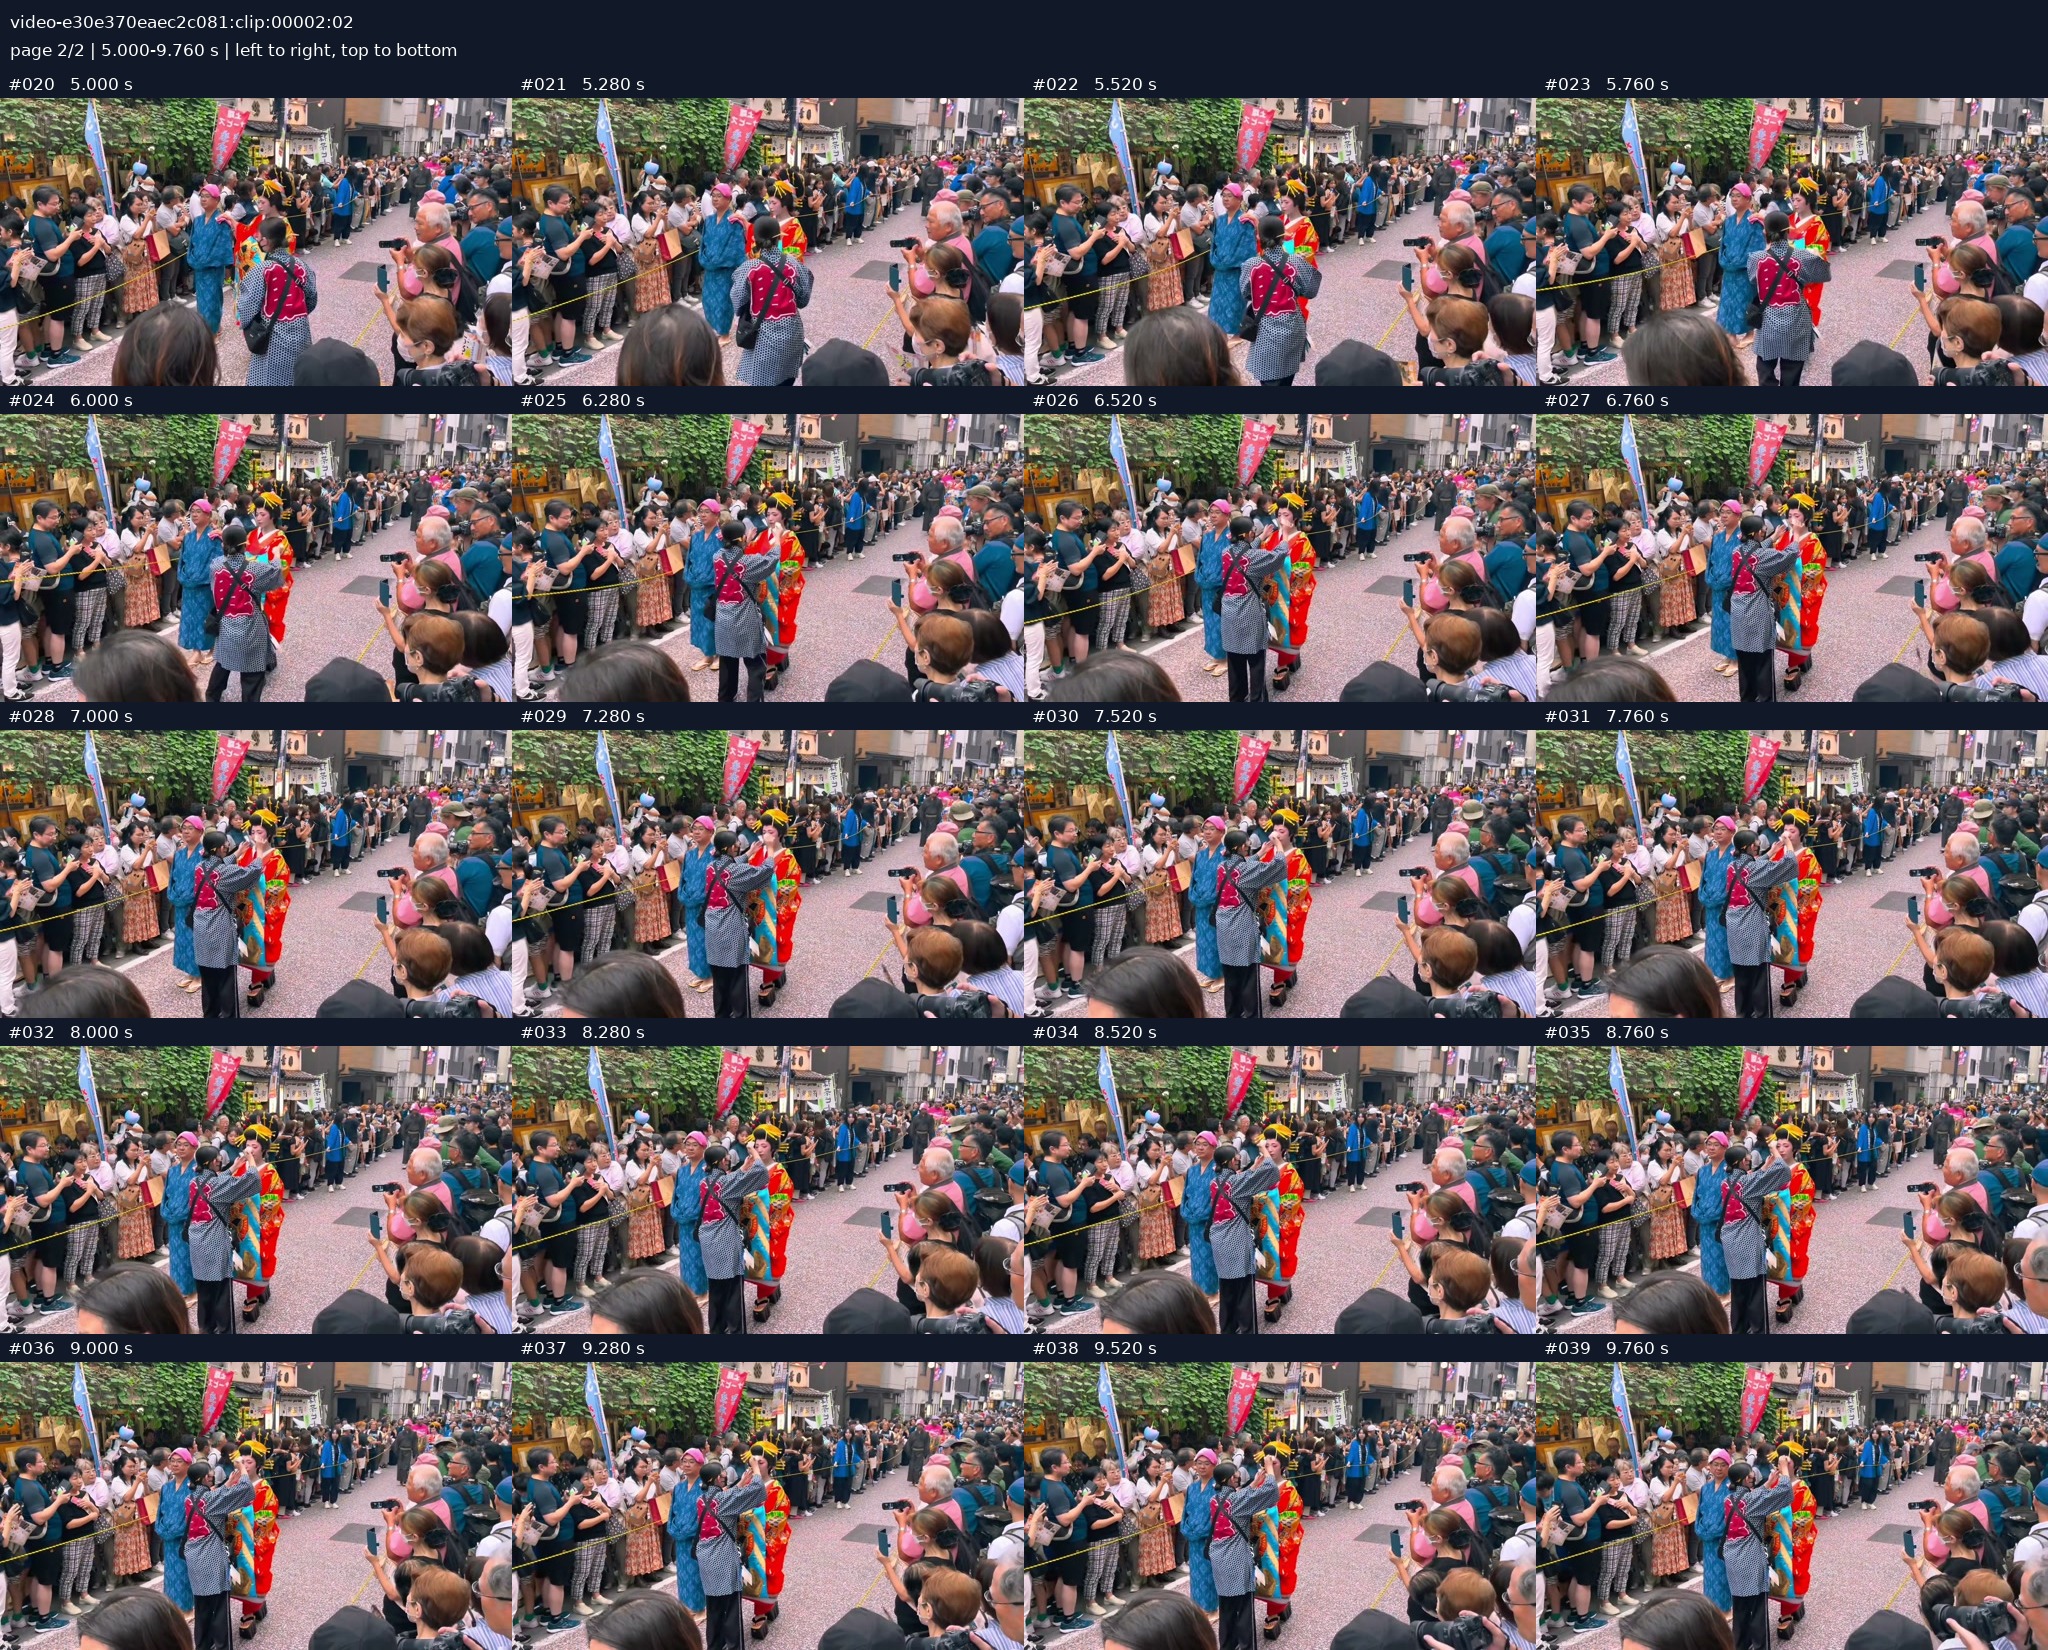 video-e30e370eaec2c081:clip:00002:02
page 2/2 | 5.000-9.760 s | left to right, top to bottom
#020 5.000 s
#021 5.280 s
#022 5.520 s
#023 5.760 s
#024 6.000 s
#025 6.280 s
#026 6.520 s
#027 6.760 s
#028 7.000 s
#029 7.280 s
#030 7.520 s
#031 7.760 s
#032 8.000 s
#033 8.280 s
#034 8.520 s
#035 8.760 s
#036 9.000 s
#037 9.280 s
#038 9.520 s
#039 9.760 s